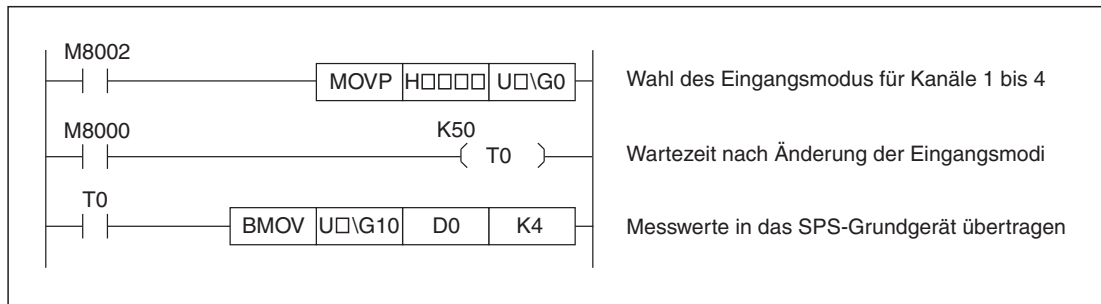 M8002
MOVP H□□□□ U□\G0
Wahl des Eingangsmodus für Kanäle 1 bis 4
M8000
K50
T0
Wartezeit nach Änderung der Eingangsmodi
T0
BMOV U□\G10 D0 K4
Messwerte in das SPS-Grundgerät übertragen